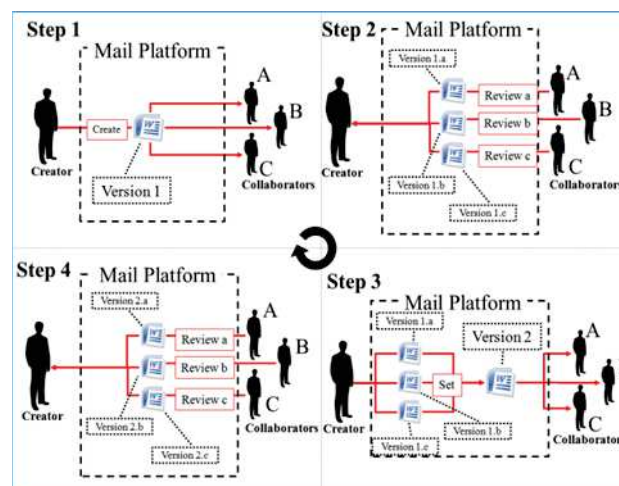 Step 1
Mail Platform
A
B
C
Create
Version 1
Creator
Collaborators
Step 2
Mail Platform
Version 1.a
A
Review a
B
Review b
C
Review c
Creator
Version 1.b
Version 1.c
Collaborators
Step 4
Mail Platform
Version 2.a
A
Review a
B
Review b
C
Review c
Creator
Version 2.b
Version 2.c
Collaborators
Step 3
Mail Platform
Version 1.a
Version 2
A
Set
C
Creator
Version 1.b
Version 1.c
Collaborator